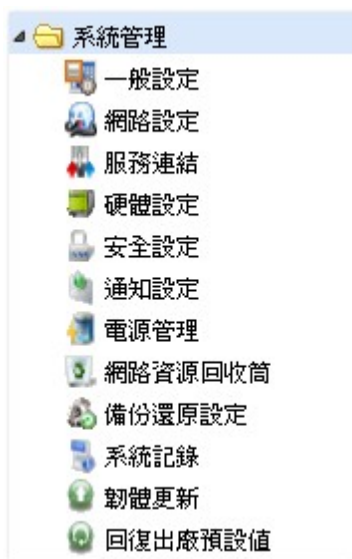 系統管理
一般設定
網路設定
服務連結
硬體設定
安全設定
通知設定
電源管理
網路資源回收筒
備份還原設定
系統記錄
韌體更新
回復出廠預設值